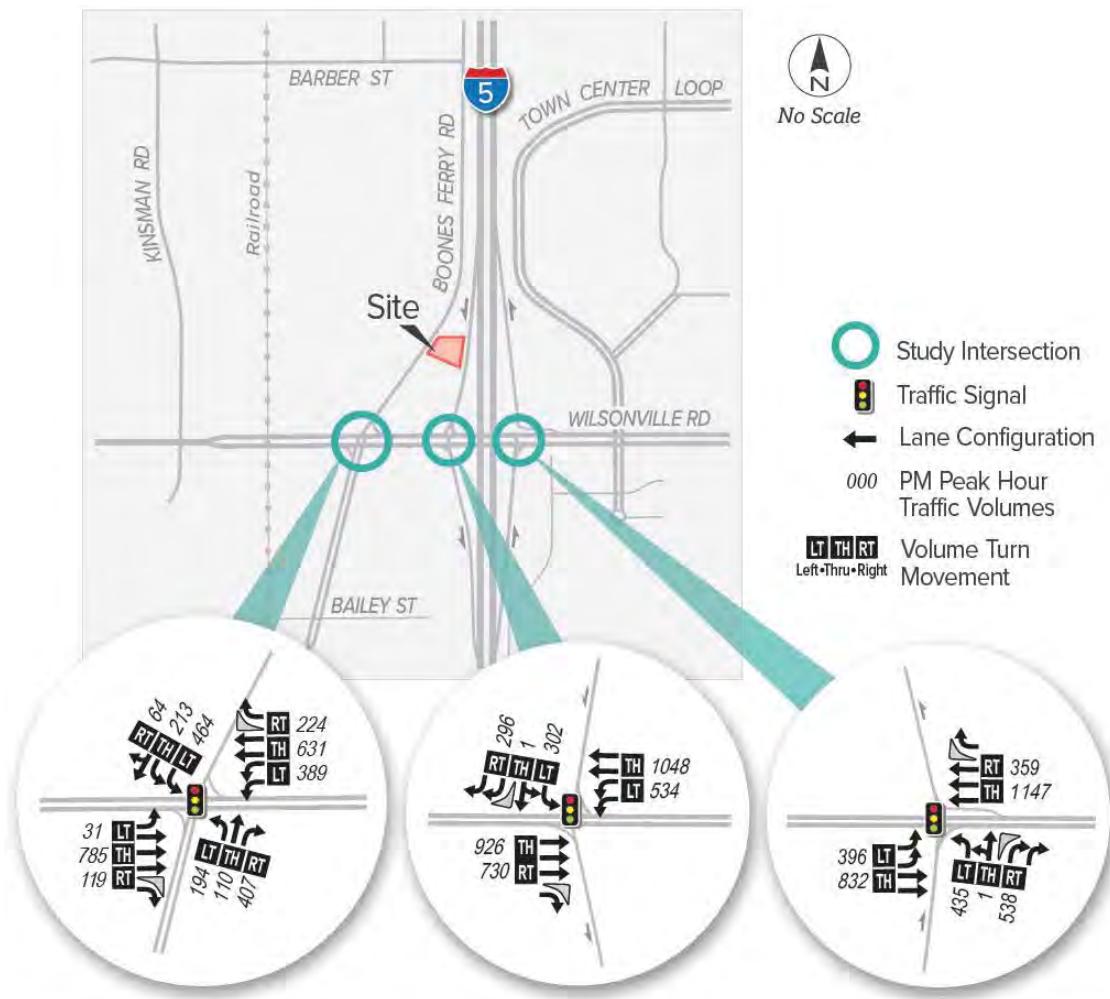 BARBER ST
5
TOWN CENTER LOOP
N
No Scale
KINSMAN RD
Railroad
BOONES FERRY RD
Site
WILSONVILLE RD
BAILEY ST
Study Intersection
Traffic Signal
Lane Configuration
000 PM Peak Hour
Traffic Volumes
LT TH RT Volume Turn
Left•Thru•Right Movement
64 213 464
RT TH LT
RT 224
TH 631
LT 389
31 LT
785 TH
119 RT
LT TH RT
194 110 407
296 1 302
RT TH LT
TH 1048
LT 534
926 TH
730 RT
RT 359
TH 1147
396 LT
832 TH
LT TH RT
435 1 538